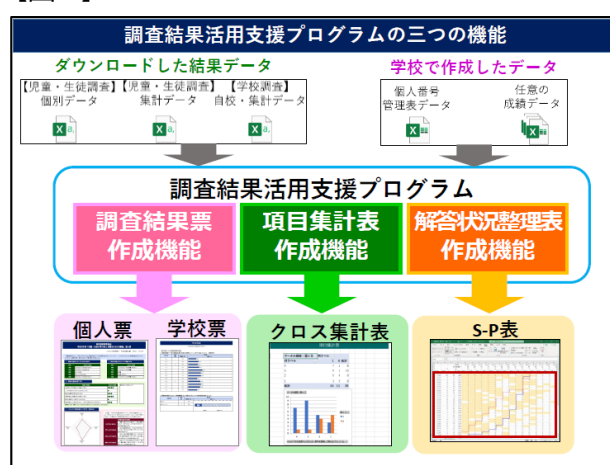 調査結果活用支援プログラムの三つの機能
ダウンロードした結果データ
学校で作成したデータ
【児童・生徒調査】
個別データ
【児童・生徒調査】
集計データ
【学校調査】
自校・集計データ
個人番号
管理表データ
任意の
成績データ
調査結果活用支援プログラム
調査結果票
作成機能
項目集計表
作成機能
解答状況整理表
作成機能
個人票
学校票
クロス集計表
S-P表